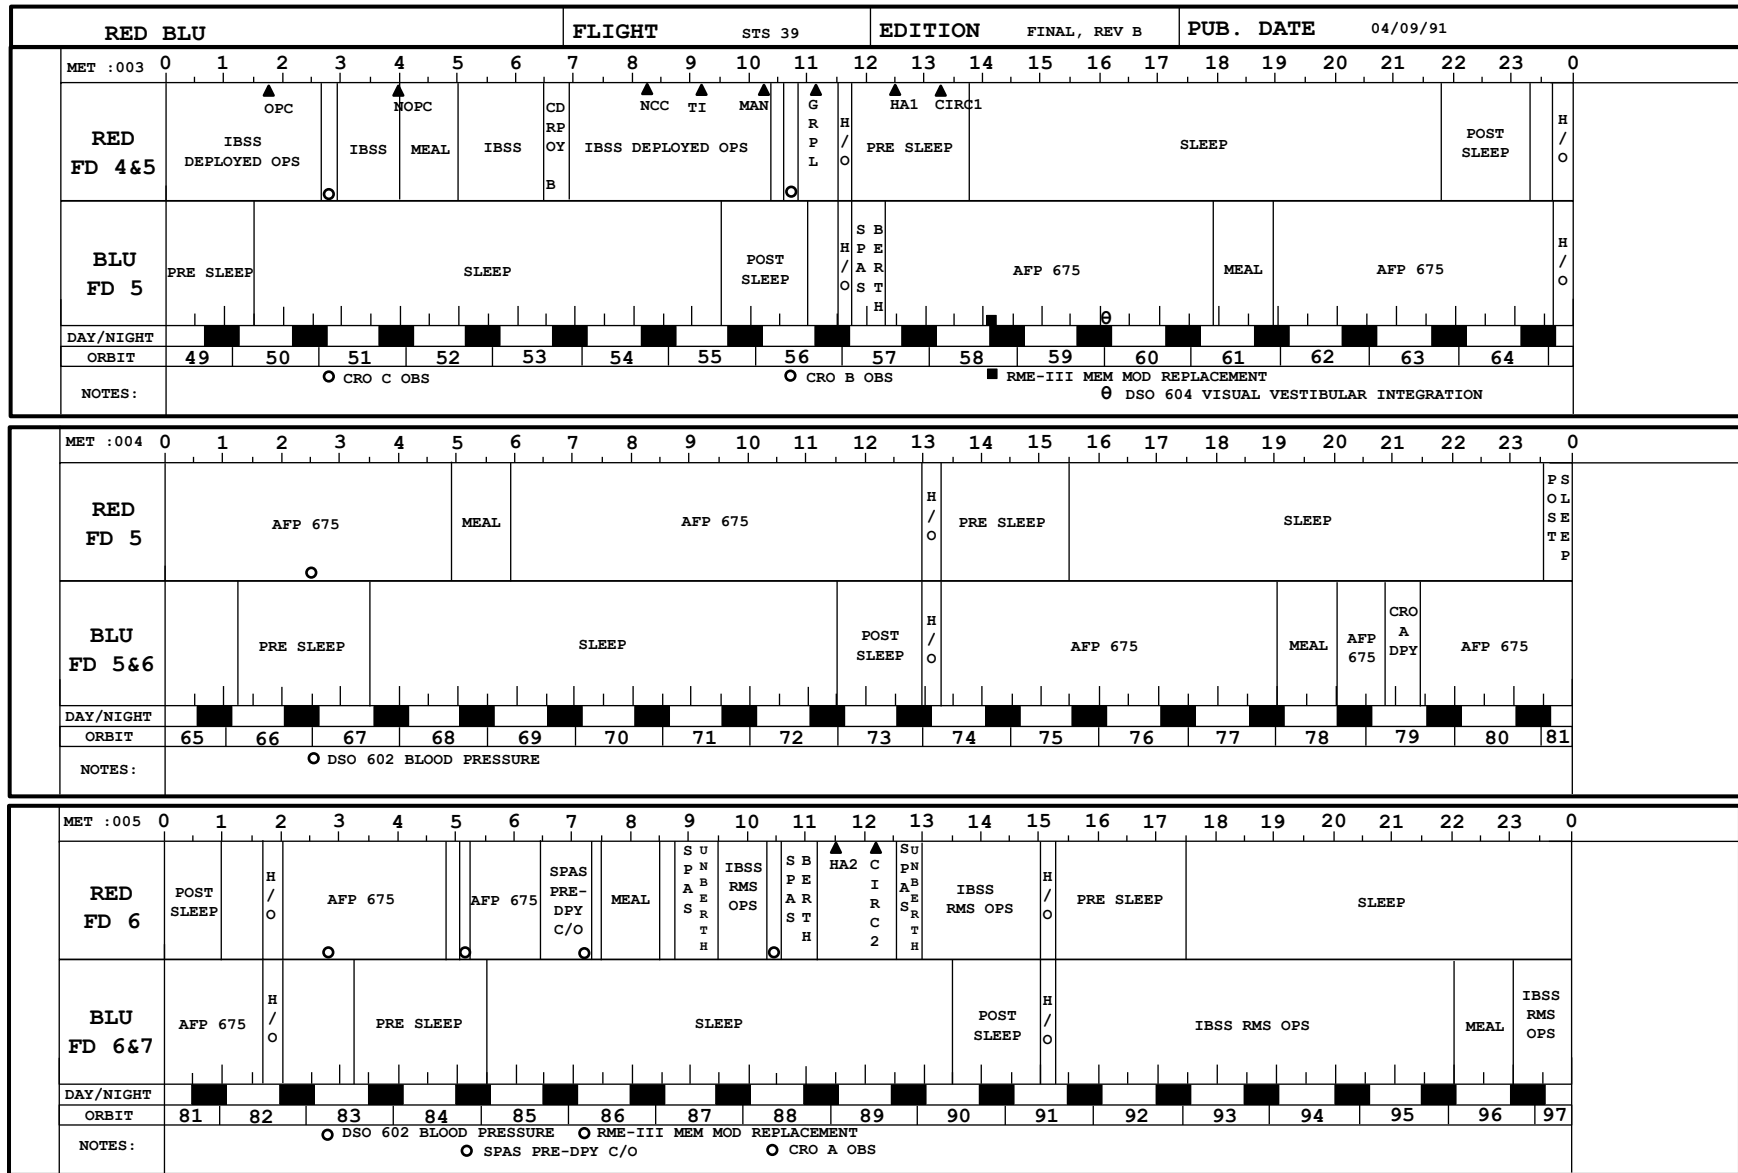 RED BLU FLIGHT STS 39 EDITION FINAL, REV B PUB. DATE 04/09/91
MET :003 0 1 2 3 4 5 6 7 8 9 10 11 12 13 14 15 16 17 18 19 20 21 22 23 0
OPC NOPC NCC TI MAN HA1 CIRC1
RED
FD 4&5
IBSS
DEPLOYED OPS
IBSS
MEAL
IBSS
CD
RP
OY
B
IBSS DEPLOYED OPS
G
R
P
L
H
/
O
PRE SLEEP
SLEEP
POST
SLEEP
H
/
O
BLU
FD 5
PRE SLEEP
SLEEP
POST
SLEEP
H
/
O
S B
P E
A R
S T
H
AFP 675
MEAL
AFP 675
H
/
O
θ
DAY/NIGHT
ORBIT 49 50 51 52 53 54 55 56 57 58 59 60 61 62 63 64
NOTES:
CRO C OBS
CRO B OBS
RME-III MEM MOD REPLACEMENT
θ DSO 604 VISUAL VESTIBULAR INTEGRATION
MET :004 0 1 2 3 4 5 6 7 8 9 10 11 12 13 14 15 16 17 18 19 20 21 22 23 0
RED
FD 5
AFP 675
MEAL
AFP 675
H
/
O
PRE SLEEP
SLEEP
P S
O L
S E
T E
P
BLU
FD 5&6
PRE SLEEP
SLEEP
POST
SLEEP
H
/
O
AFP 675
MEAL
AFP
675
CRO
A
DPY
AFP 675
DAY/NIGHT
ORBIT 65 66 67 68 69 70 71 72 73 74 75 76 77 78 79 80 81
NOTES:
DSO 602 BLOOD PRESSURE
MET :005 0 1 2 3 4 5 6 7 8 9 10 11 12 13 14 15 16 17 18 19 20 21 22 23 0
RED
FD 6
POST
SLEEP
H
/
O
AFP 675
AFP 675
SPAS
PRE-
DPY
C/O
MEAL
SPAS UNBERTH
IBSS
RMS
OPS
SPAS BERTH
HA2
CIRC2
SPAS UNBERTH
IBSS
RMS OPS
H
/
O
PRE SLEEP
SLEEP
BLU
FD 6&7
AFP 675
H
/
O
PRE SLEEP
SLEEP
POST
SLEEP
H
/
O
IBSS RMS OPS
MEAL
IBSS
RMS
OPS
DAY/NIGHT
ORBIT 81 82 83 84 85 86 87 88 89 90 91 92 93 94 95 96 97
NOTES:
DSO 602 BLOOD PRESSURE
RME-III MEM MOD REPLACEMENT
SPAS PRE-DPY C/O
CRO A OBS